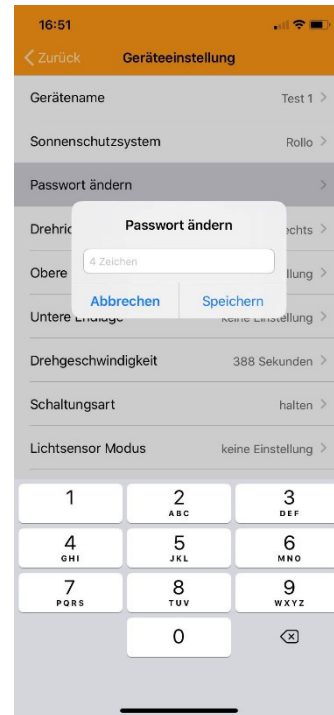 16:51
Zurück Geräteeinstellung
Gerätename Test 1
Sonnenschutzsystem Rollo
Passwort ändern
Passwort ändern
4 Zeichen
Abbrechen Speichern
Obere
Drehgeschwindigkeit 388 Sekunden
Schaltungsart halten
Lichtsensor Modus keine Einstellung
1 2 3
ABC DEF
4 5 6
GHI JKL MNO
7 8 9
PQRS TUV WXYZ
0